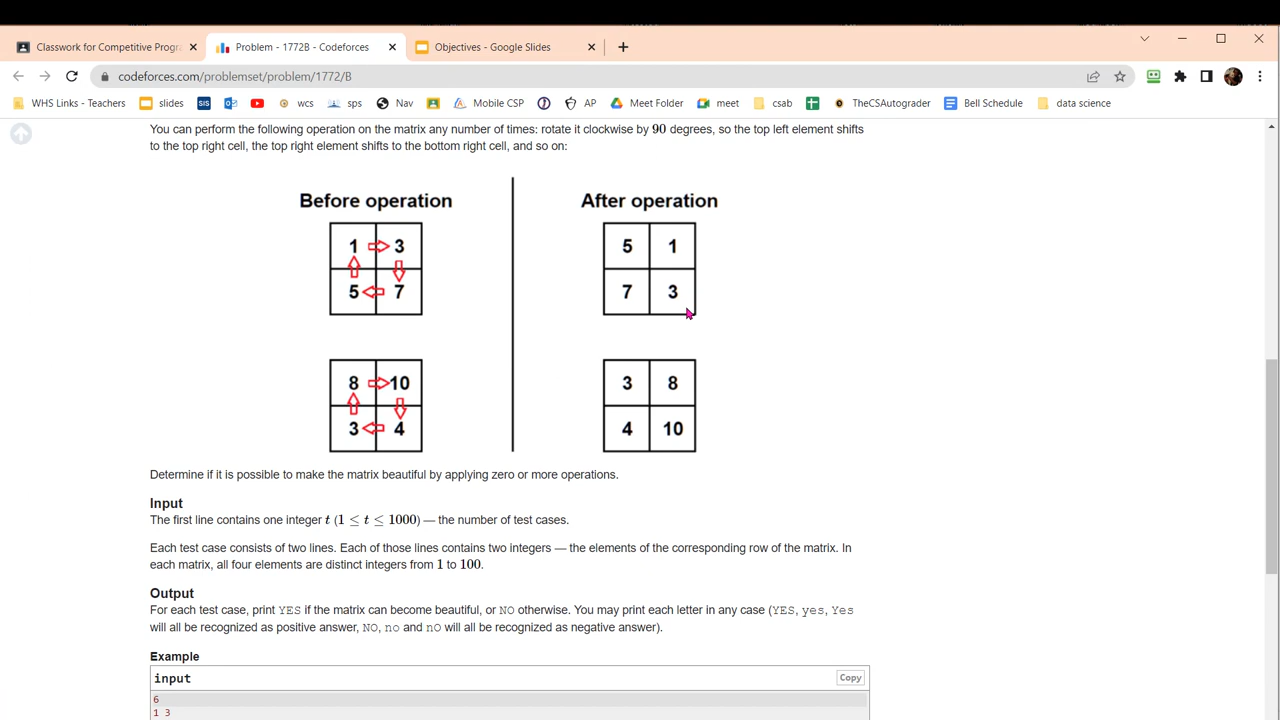 Classwork for Competitive Progra
Problem - 1772B - Codeforces
Objectives - Google Slides
codeforces.com/problemset/problem/1772/B
WHS Links - Teachers
slides
SIS
wcs
sps
Nav
Mobile CSP
AP
Meet Folder
meet
csab
TheCSAutograder
Bell Schedule
data science
You can perform the following operation on the matrix any number of times: rotate it clockwise by 90 degrees, so the top left element shifts
to the top right cell, the top right element shifts to the bottom right cell, and so on:
Before operation
After operation
1 3
5 1
5 7
7 3
8 10
3 8
3 4
4 10
Determine if it is possible to make the matrix beautiful by applying zero or more operations.
Input
The first line contains one integer t (1 ≤ t ≤ 1000) — the number of test cases.
Each test case consists of two lines. Each of those lines contains two integers — the elements of the corresponding row of the matrix. In
each matrix, all four elements are distinct integers from 1 to 100.
Output
For each test case, print YES if the matrix can become beautiful, or NO otherwise. You may print each letter in any case (YES, yes, Yes
will all be recognized as positive answer, NO, no and nO will all be recognized as negative answer).
Example
input
Copy
6
1 3